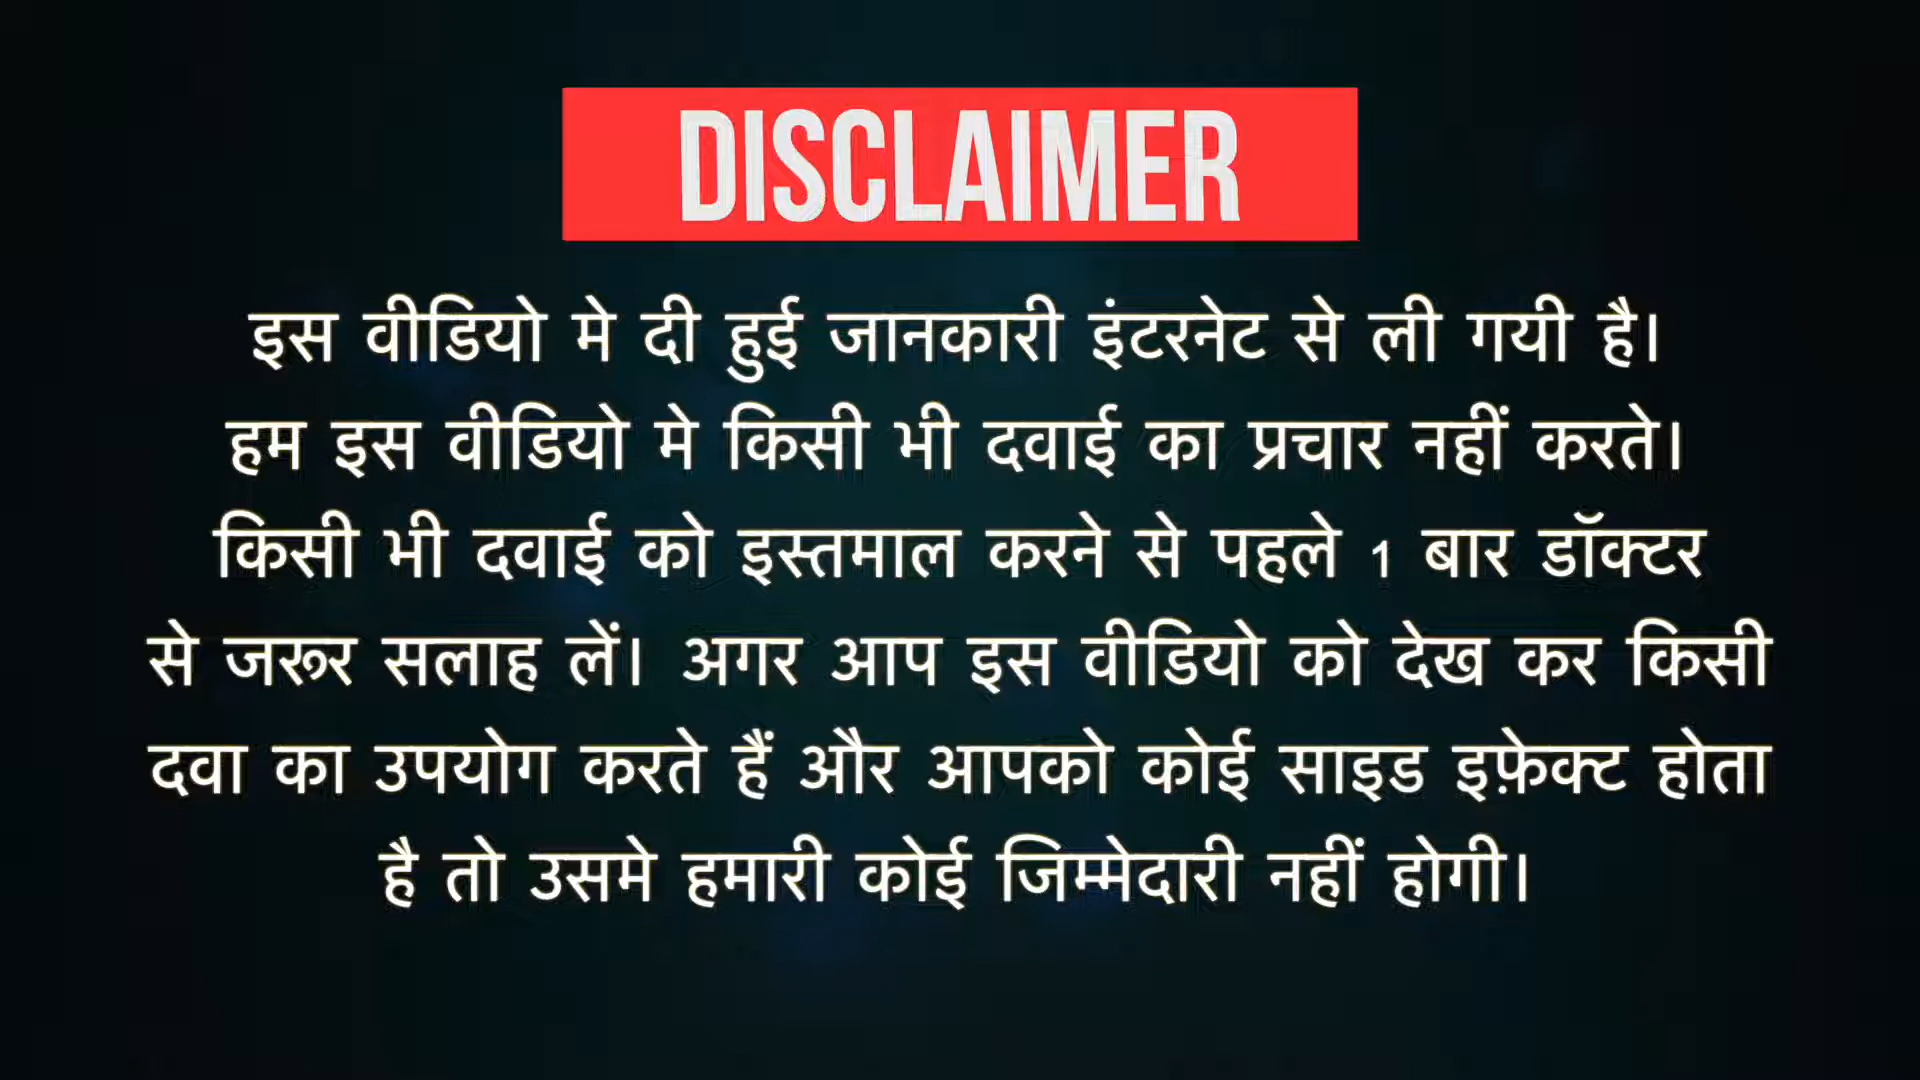 DISCLAIMER
इस वीडियो मे दी हुई जानकारी इंटरनेट से ली गयी है।
हम इस वीडियो मे किसी भी दवाई का प्रचार नहीं करते।
किसी भी दवाई को इस्तमाल करने से पहले 1 बार डॉक्टर
से जरूर सलाह लें। अगर आप इस वीडियो को देख कर किसी
दवा का उपयोग करते हैं और आपको कोई साइड इफ़ेक्ट होता
है तो उसमे हमारी कोई जिम्मेदारी नहीं होगी।